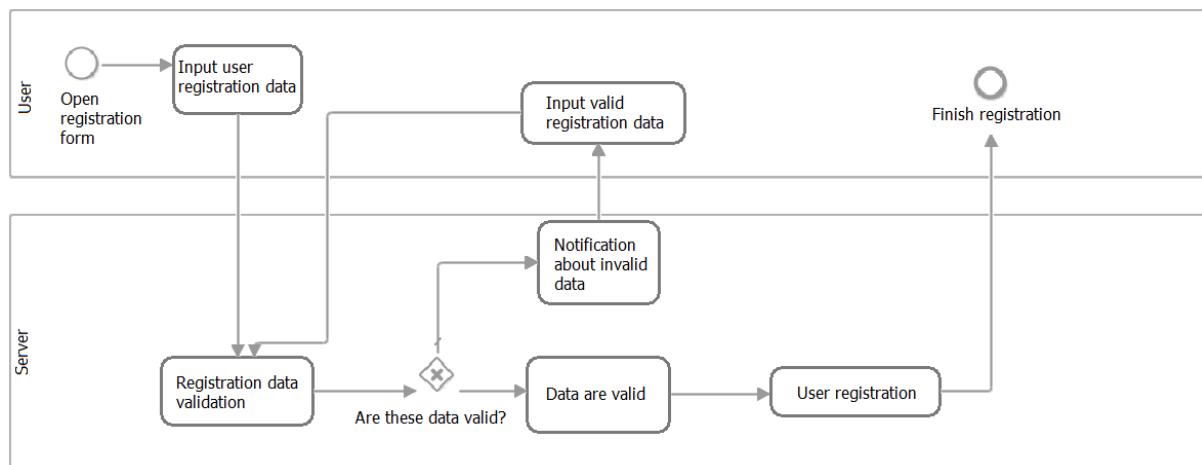 User
Open
registration
form
Input user
registration data
Input valid
registration data
Finish registration
Server
Notification
about invalid
data
Registration data
validation
Are these data valid?
Data are valid
User registration